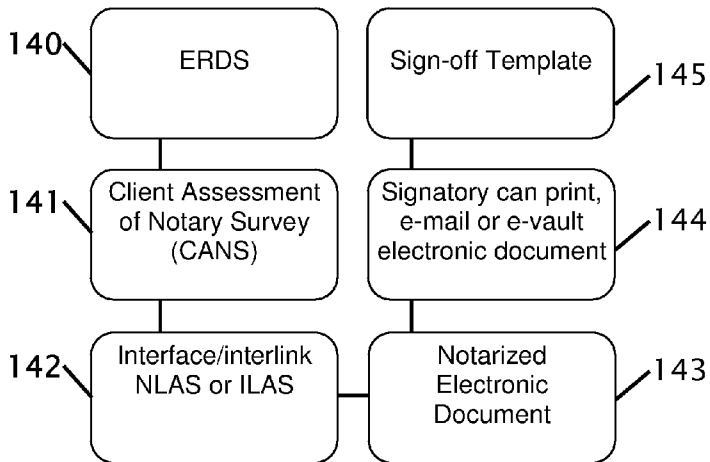 140
ERDS
Sign-off Template
145
141
Client Assessment
of Notary Survey
(CANS)
Signatory can print,
e-mail or e-vault
electronic document
144
142
Interface/interlink
NLAS or ILAS
Notarized
Electronic
Document
143